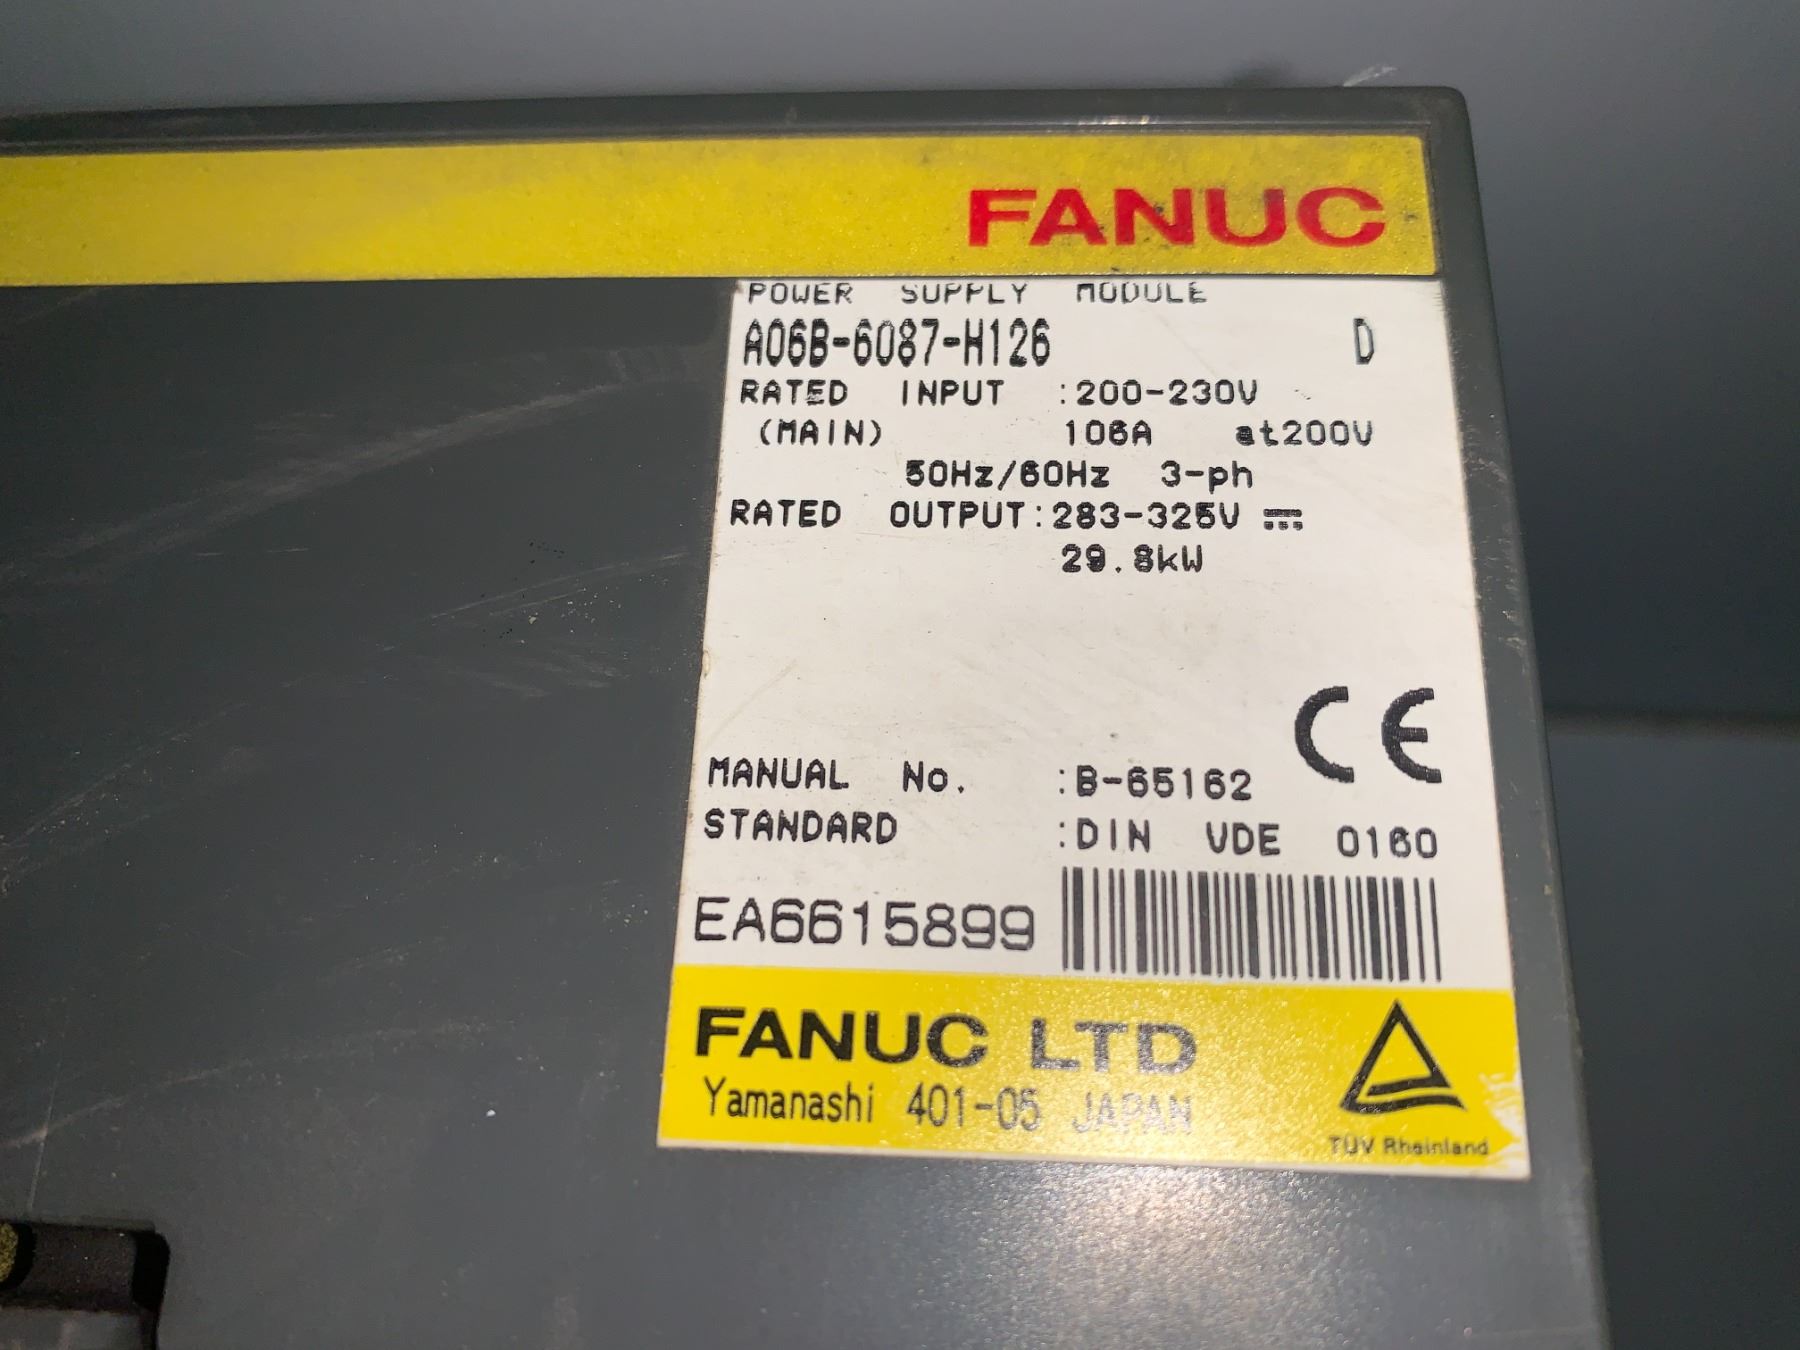 FANUC
POWER SUPPLY MODULE
A06B-6087-H126 D
RATED INPUT :200-230V
(MAIN) 106A at200V
50Hz/60Hz 3-ph
RATED OUTPUT:283-325V
29.8kW
CE
MANUAL No. :B-65162
STANDARD :DIN VDE 0160
EA6615899
FANUC LTD
Yamanashi 401-05 JAPAN
TÜV Rheinland